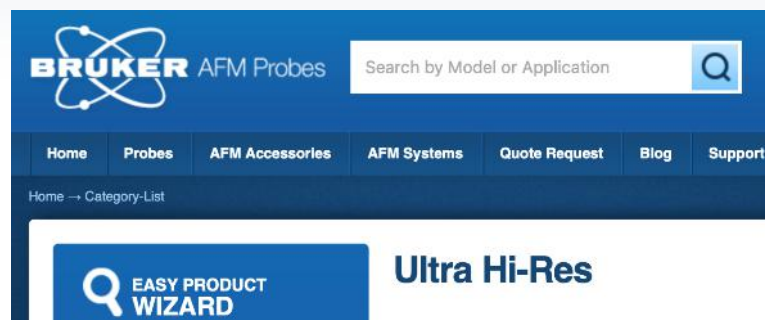 BRUKER AFM Probes
Search by Model or Application
Home Probes AFM Accessories AFM Systems Quote Request Blog Support
Home → Category-List
EASY PRODUCT
WIZARD
Ultra Hi-Res